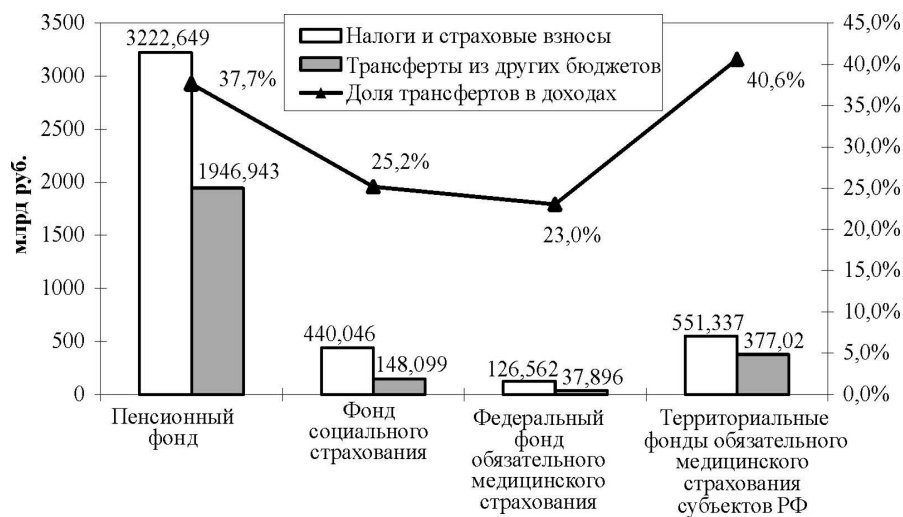 млрд руб.
3500
3000
2500
2000
1500
1000
500
0
45,0%
40,0%
35,0%
30,0%
25,0%
20,0%
15,0%
10,0%
5,0%
0,0%
Налоги и страховые взносы
Трансферты из других бюджетов
Доля трансфертов в доходах
3222,649
37,7%
1946,943
25,2%
23,0%
40,6%
440,046
148,099
126,562
37,896
551,337
377,02
Пенсионный
фонд
Фонд
социального
страхования
Федеральный
фонд
обязательного
медицинского
страхования
Территориальные
фонды обязательного
медицинского
страхования
субъектов РФ